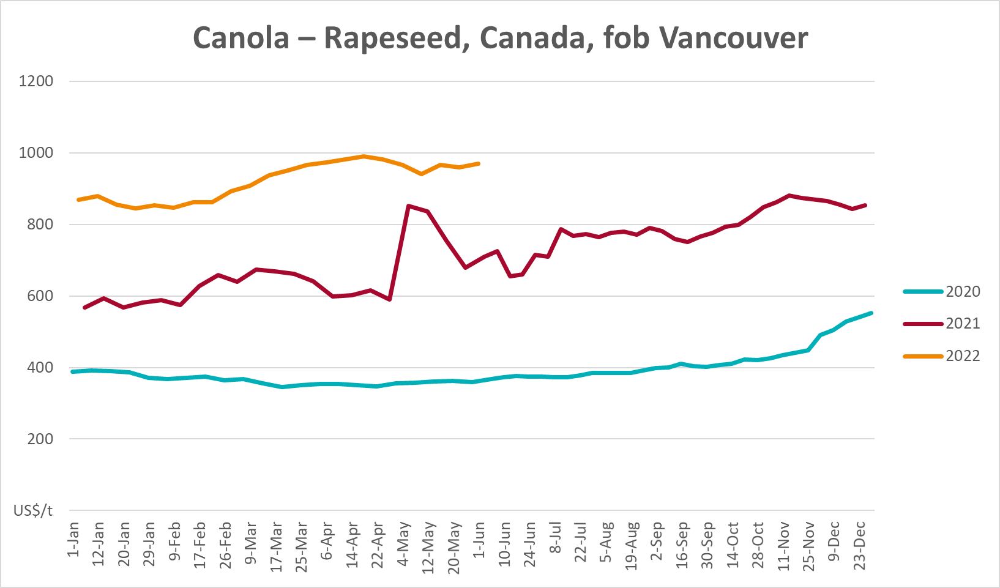 Canola – Rapeseed, Canada, fob Vancouver
1200
1000
800
600
400
200
US$/t
1-Jan
12-Jan
20-Jan
29-Jan
9-Feb
17-Feb
26-Feb
9-Mar
17-Mar
25-Mar
6-Apr
14-Apr
22-Apr
4-May
12-May
20-May
1-Jun
10-Jun
24-Jun
8-Jul
22-Jul
5-Aug
19-Aug
2-Sep
16-Sep
30-Sep
14-Oct
28-Oct
11-Nov
25-Nov
9-Dec
23-Dec
2020
2021
2022